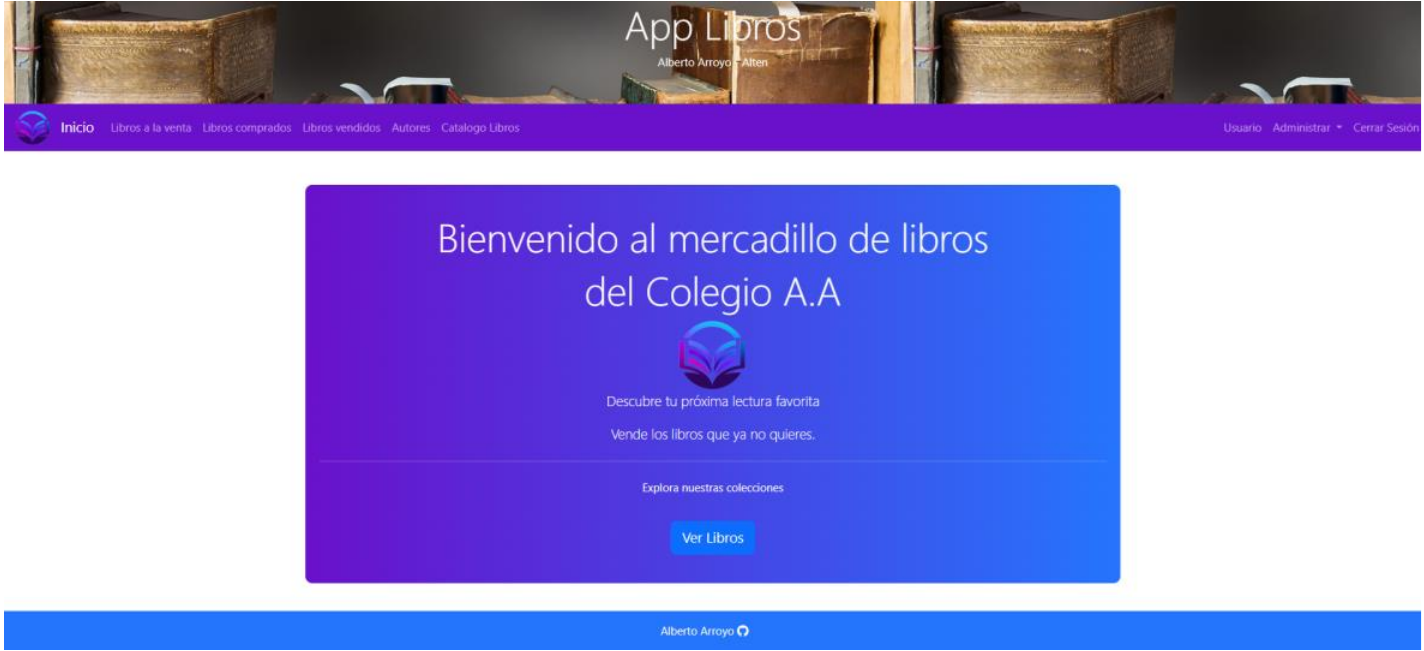 App Libros
Alberto Arroyo - Alten
Inicio Libros a la venta Libros comprados Libros vendidos Autores Catalogo Libros Usuario Administrar Cerrar Sesión
Bienvenido al mercadillo de libros
del Colegio A.A
Descubre tu próxima lectura favorita
Vende los libros que ya no quieres.
Explora nuestras colecciones
Ver Libros
Alberto Arroyo